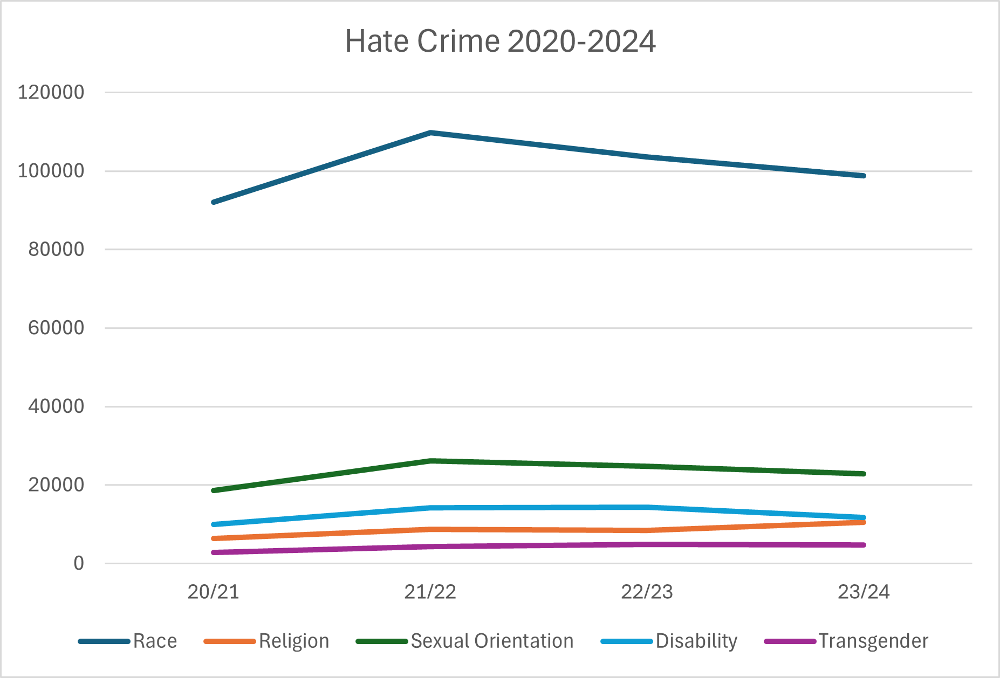 Hate Crime 2020-2024
120000
100000
80000
60000
40000
20000
0
20/21 21/22 22/23 23/24
Race Religion Sexual Orientation Disability Transgender